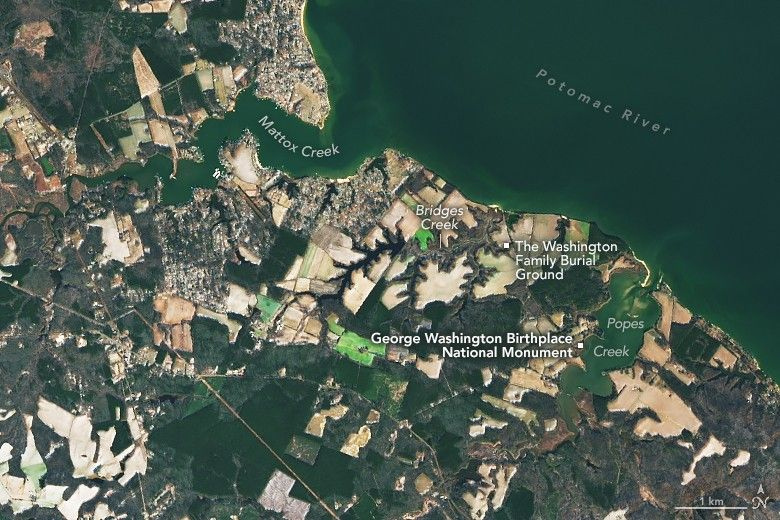 Potomac River
Mattox Creek
Bridges
Creek
The Washington
Family Burial
Ground
Popes
Creek
George Washington Birthplace
National Monument
1 km
N